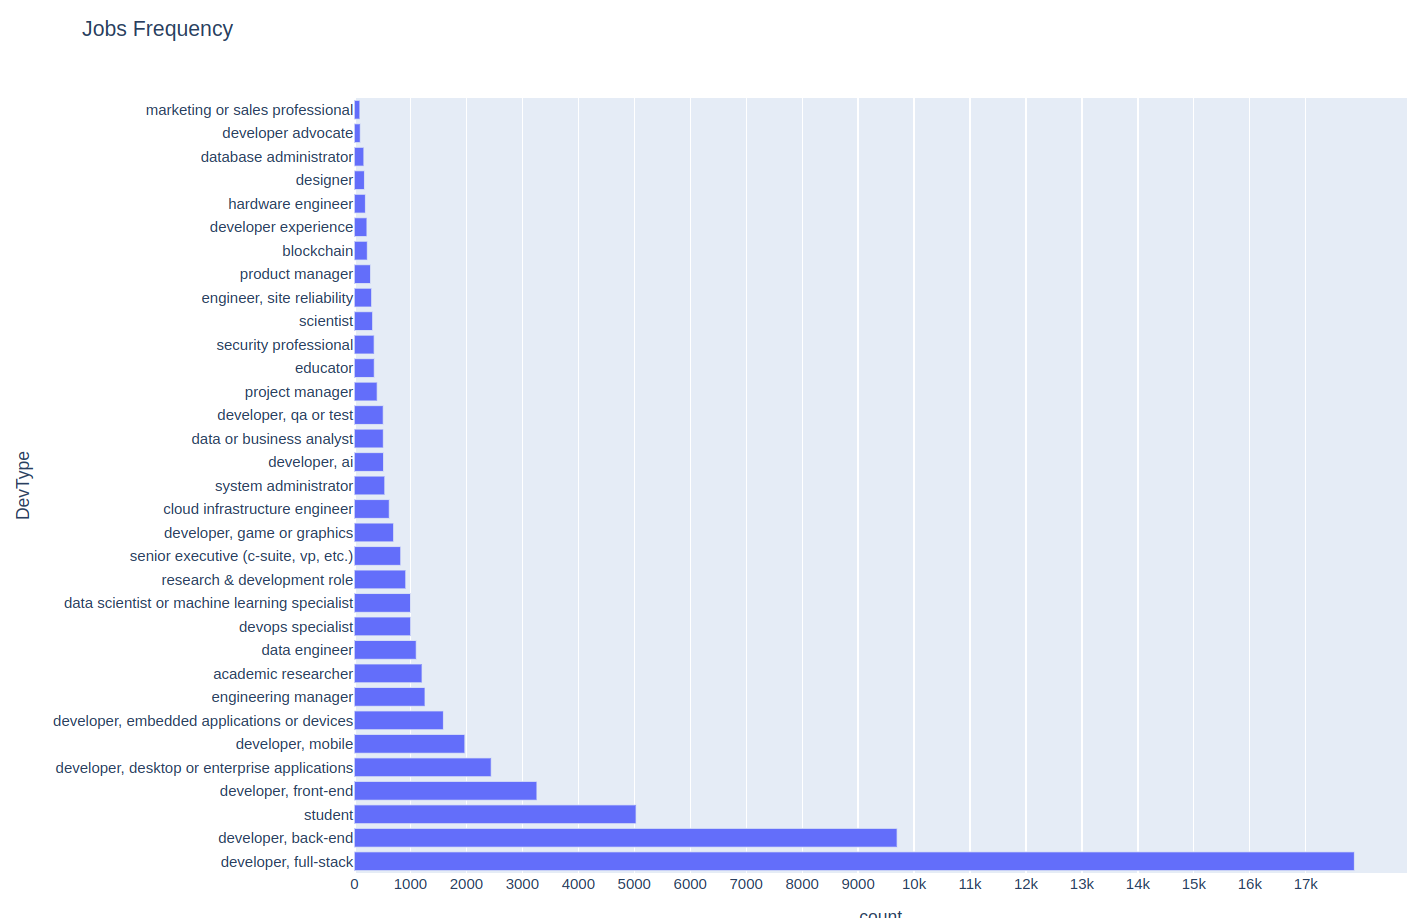 Jobs Frequency
marketing or sales professional
developer advocate
database administrator
designer
hardware engineer
developer experience
blockchain
product manager
engineer, site reliability
scientist
security professional
educator
project manager
developer, qa or test
data or business analyst
developer, ai
system administrator
cloud infrastructure engineer
developer, game or graphics
senior executive (c-suite, vp, etc.)
research & development role
data scientist or machine learning specialist
devops specialist
data engineer
academic researcher
engineering manager
developer, embedded applications or devices
developer, mobile
developer, desktop or enterprise applications
developer, front-end
student
developer, back-end
developer, full-stack
DevType
0 1000 2000 3000 4000 5000 6000 7000 8000 9000 10k 11k 12k 13k 14k 15k 16k 17k
count